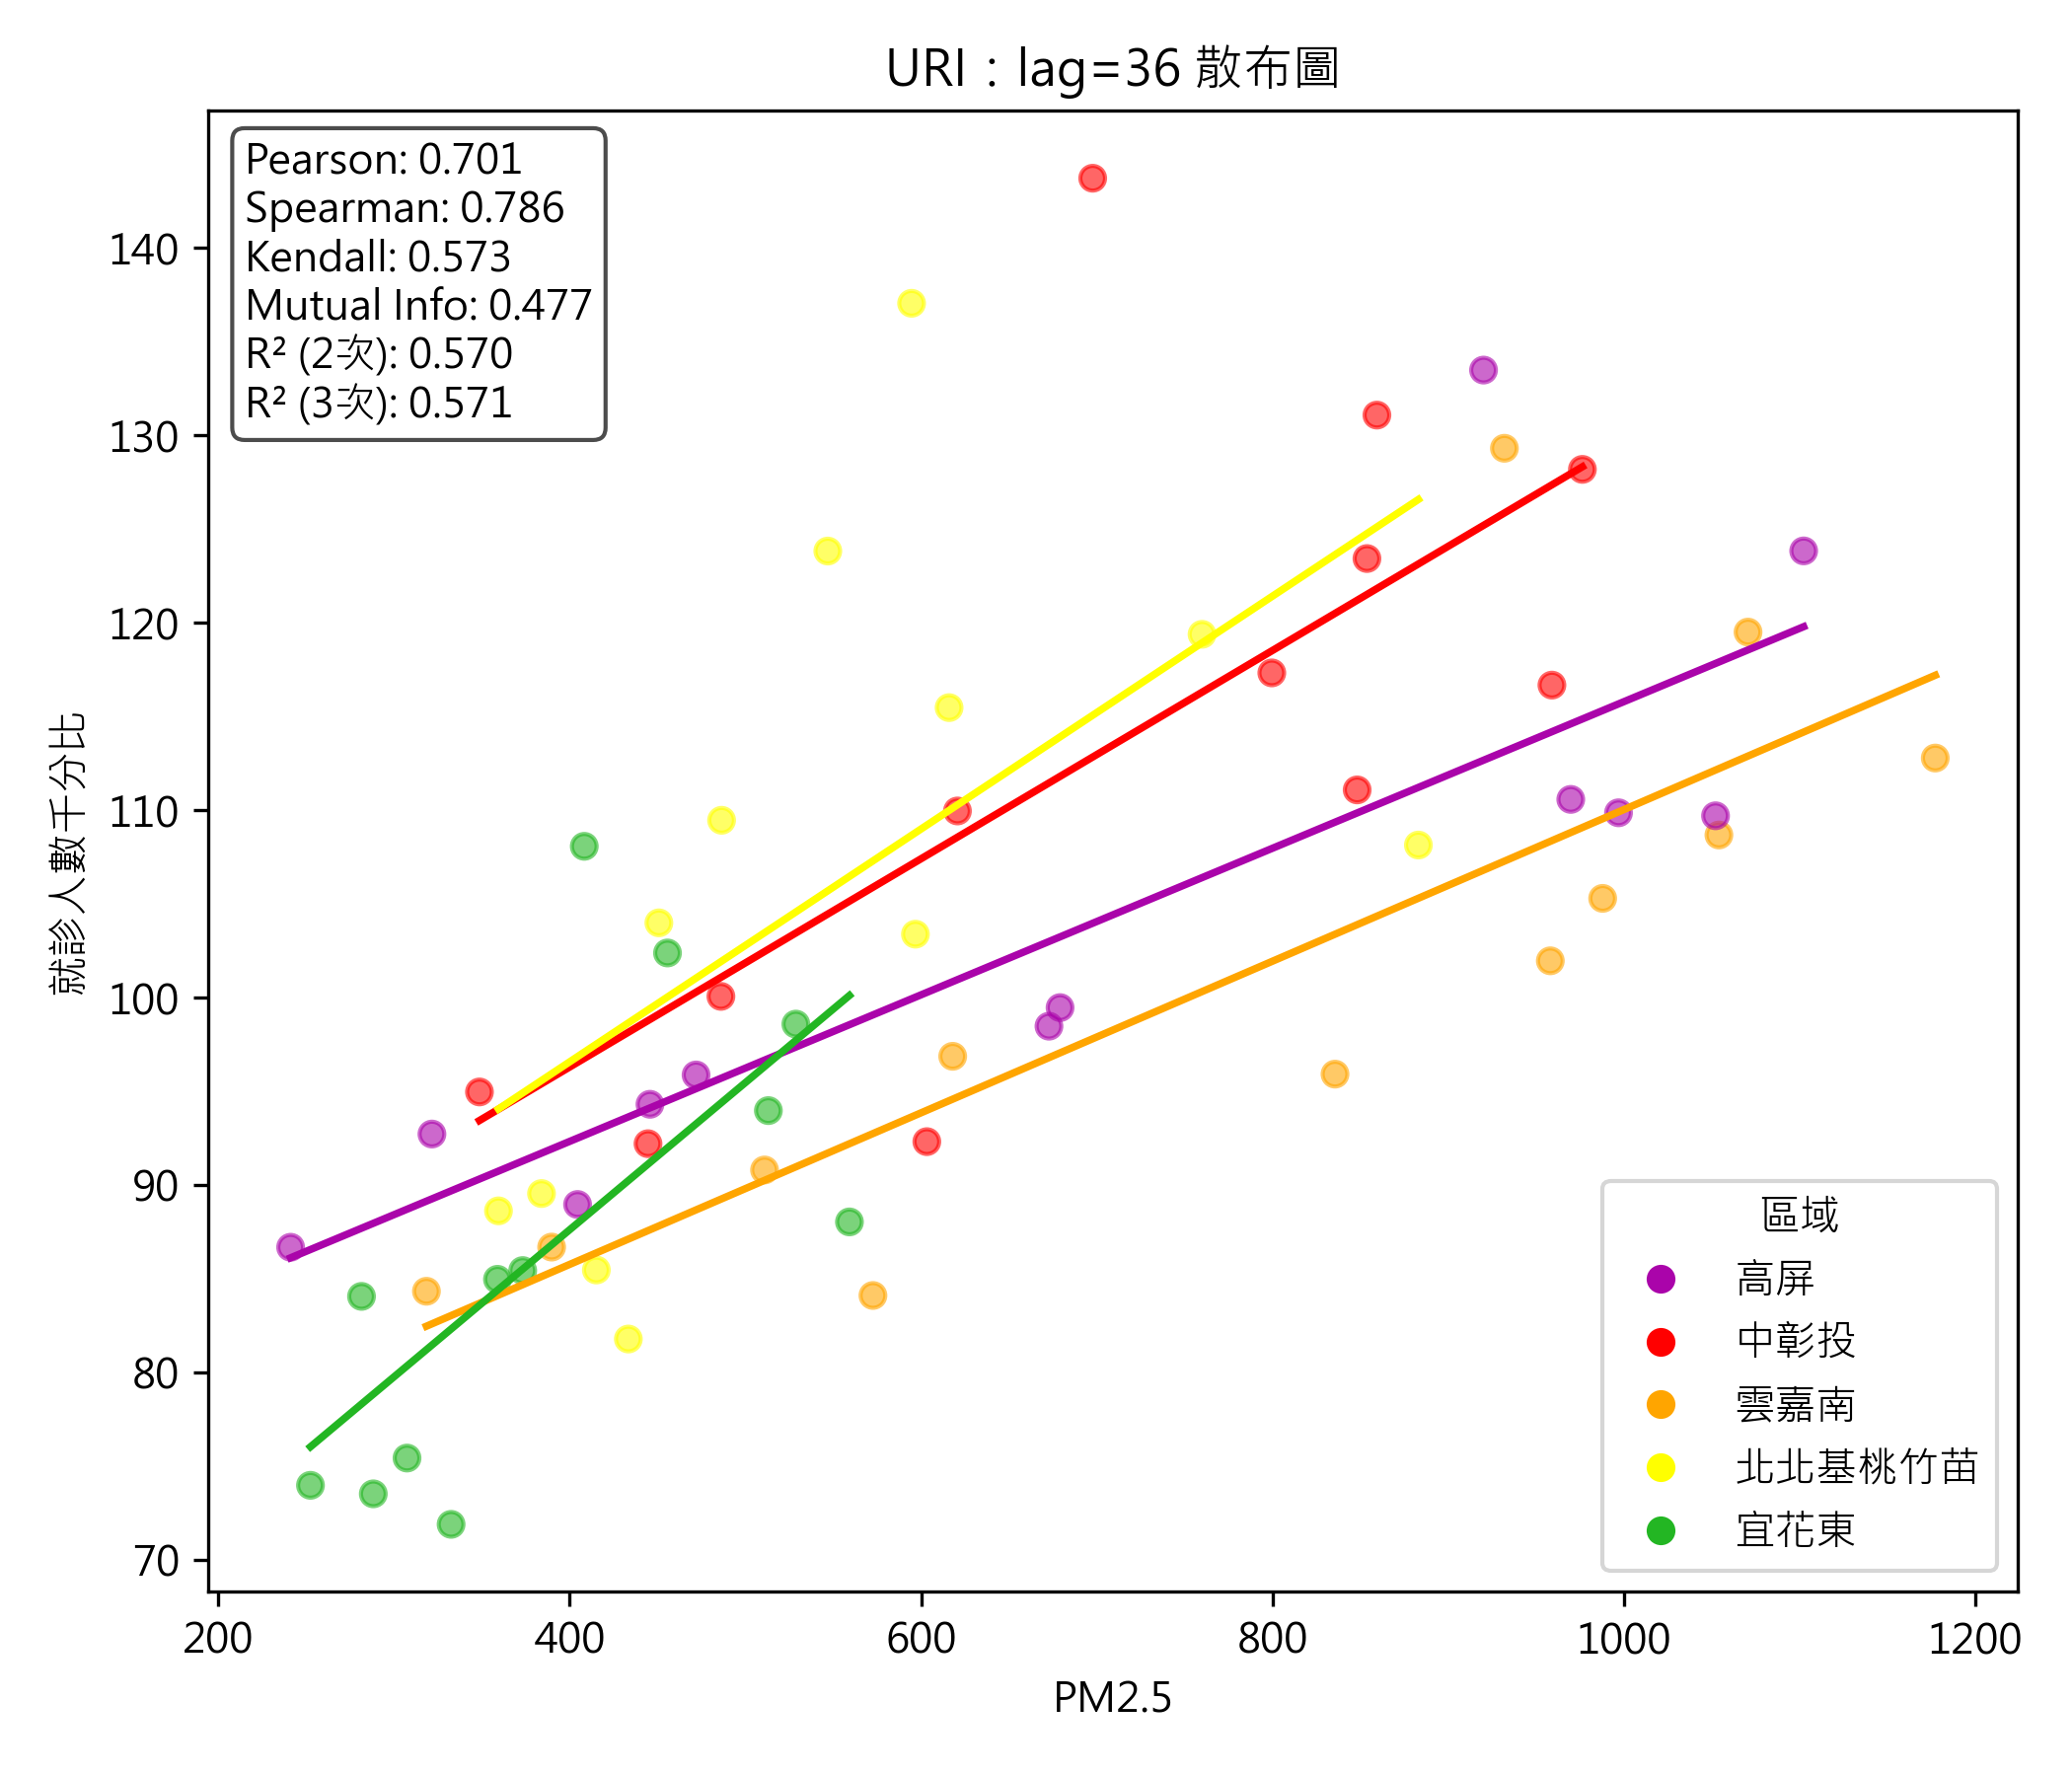 URI：lag=36 散布圖
Pearson: 0.701
Spearman: 0.786
Kendall: 0.573
Mutual Info: 0.477
R² (2次): 0.570
R² (3次): 0.571
就診人數千分比
140
130
120
110
100
90
80
70
200 400 600 800 1000 1200
PM2.5
區域
高屏
中彰投
雲嘉南
北北基桃竹苗
宜花東